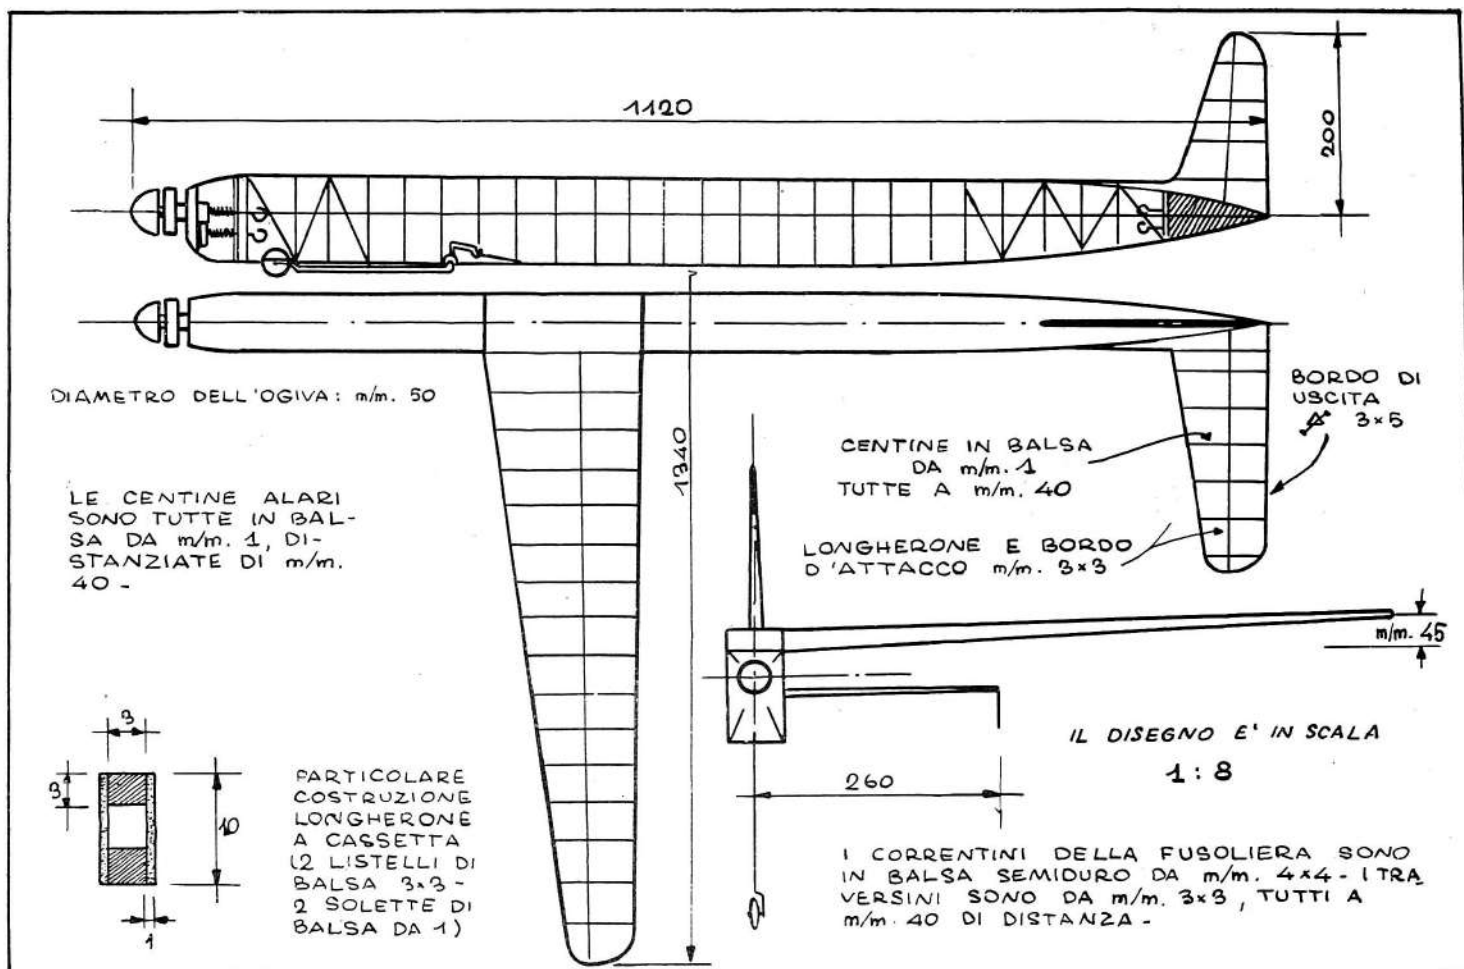 1120
200
DIAMETRO DELL'OGIVA: m/m. 50
1340
BORDO DI
USCITA
3×5
CENTINE IN BALSA
DA m/m. 1
TUTTE A m/m. 40
LE CENTINE ALARI
SONO TUTTE IN BAL-
SA DA m/m. 1, DI-
STANZIATE DI m/m.
40 -
LONGHERONE E BORDO
D'ATTACCO m/m. 3×3
m/m. 45
IL DISEGNO E' IN SCALA
1:8
3
3
10
1
PARTICOLARE
COSTRUZIONE
LONGHERONE
A CASSETTA
(2 LISTELLI DI
BALSA 3×3 -
2 SOLETTE DI
BALSA DA 1)
260
I CORRENTINI DELLA FUSOLIERA SONO
IN BALSA SEMIDURO DA m/m. 4×4 - I TRA
VERSINI SONO DA m/m. 3×3, TUTTI A
m/m. 40 DI DISTANZA -